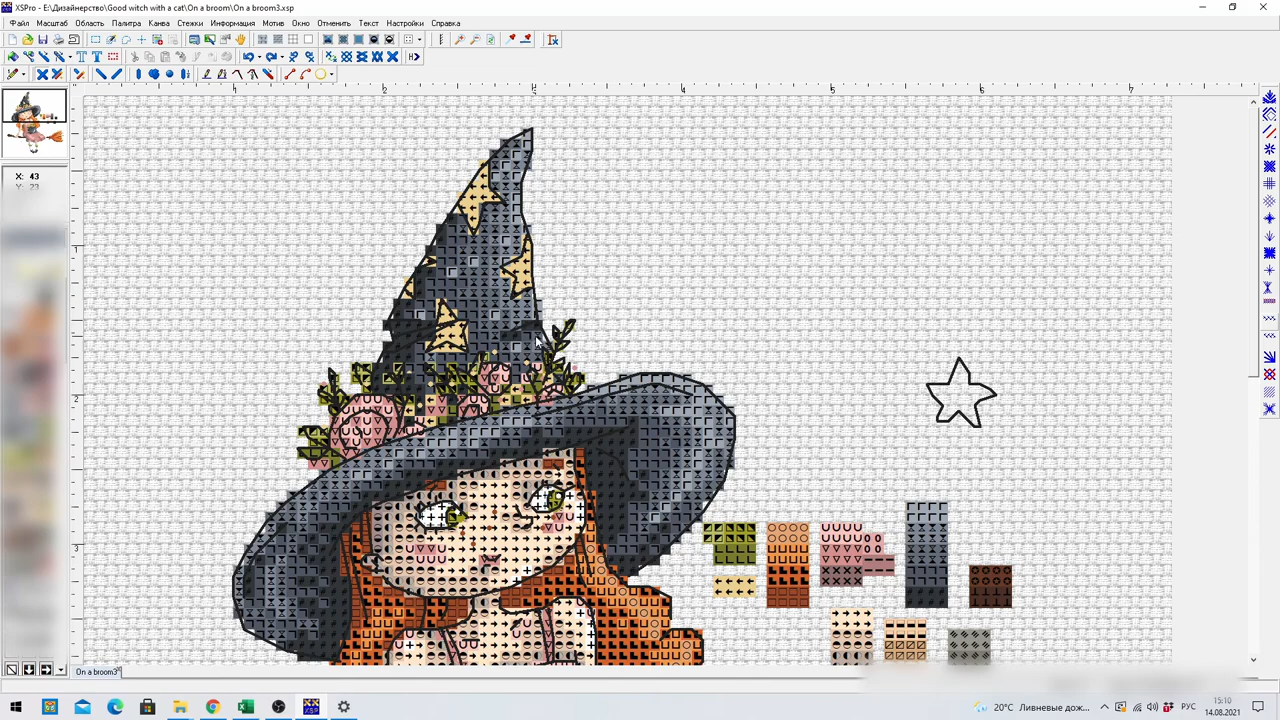 XSPro - E:\Дизайнерство\Good witch with a cat\On a broom\On a broom3.xsp
Файл Масштаб Область Палитра Канва Стежки Информация Мотив Окно Отменить Текст Настройки Справка
1 2 3 4 5 6 7
X: 43
Y: 23
1
2
3
On a broom3
20°C Ливневые дож... РУС 15:10
14.08.2021